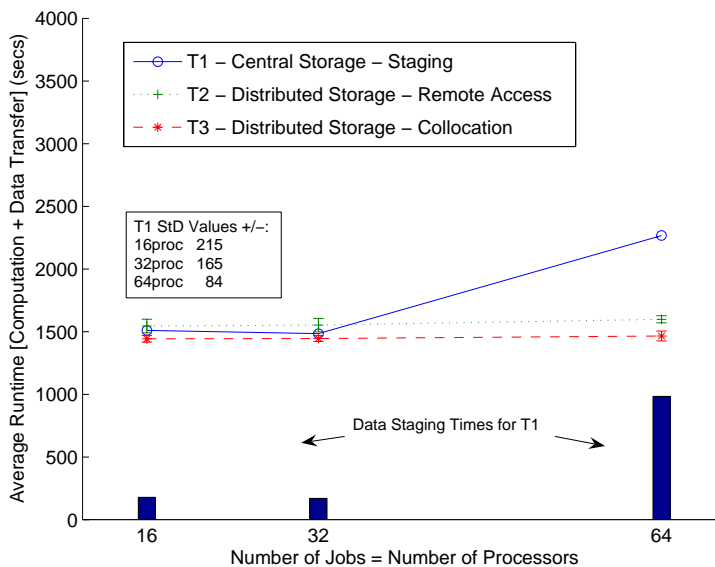 Average Runtime [Computation + Data Transfer] (secs)
4000
3500
3000
2500
2000
1500
1000
500
0
T1 − Central Storage − Staging
T2 − Distributed Storage − Remote Access
T3 − Distributed Storage − Collocation
T1 StD Values +/−:
16proc 215
32proc 165
64proc 84
Data Staging Times for T1
16 32 64
Number of Jobs = Number of Processors